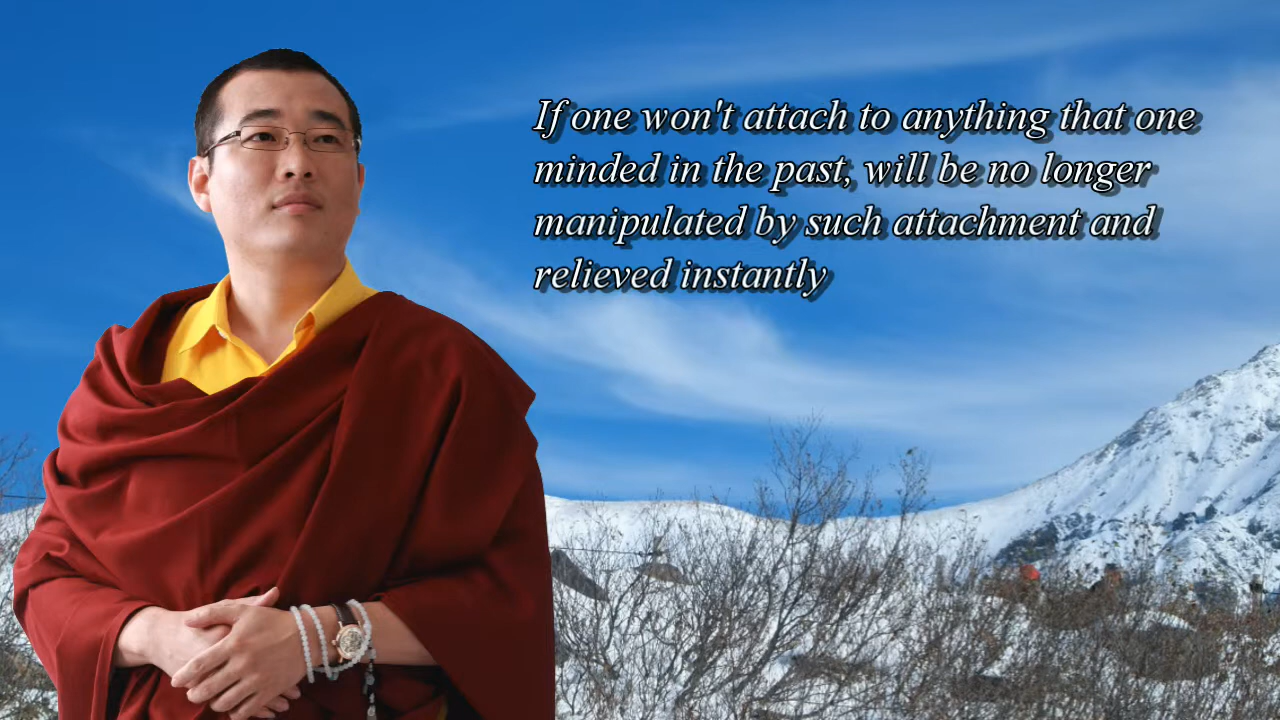 If one won't attach to anything that one
minded in the past, will be no longer
manipulated by such attachment and
relieved instantly